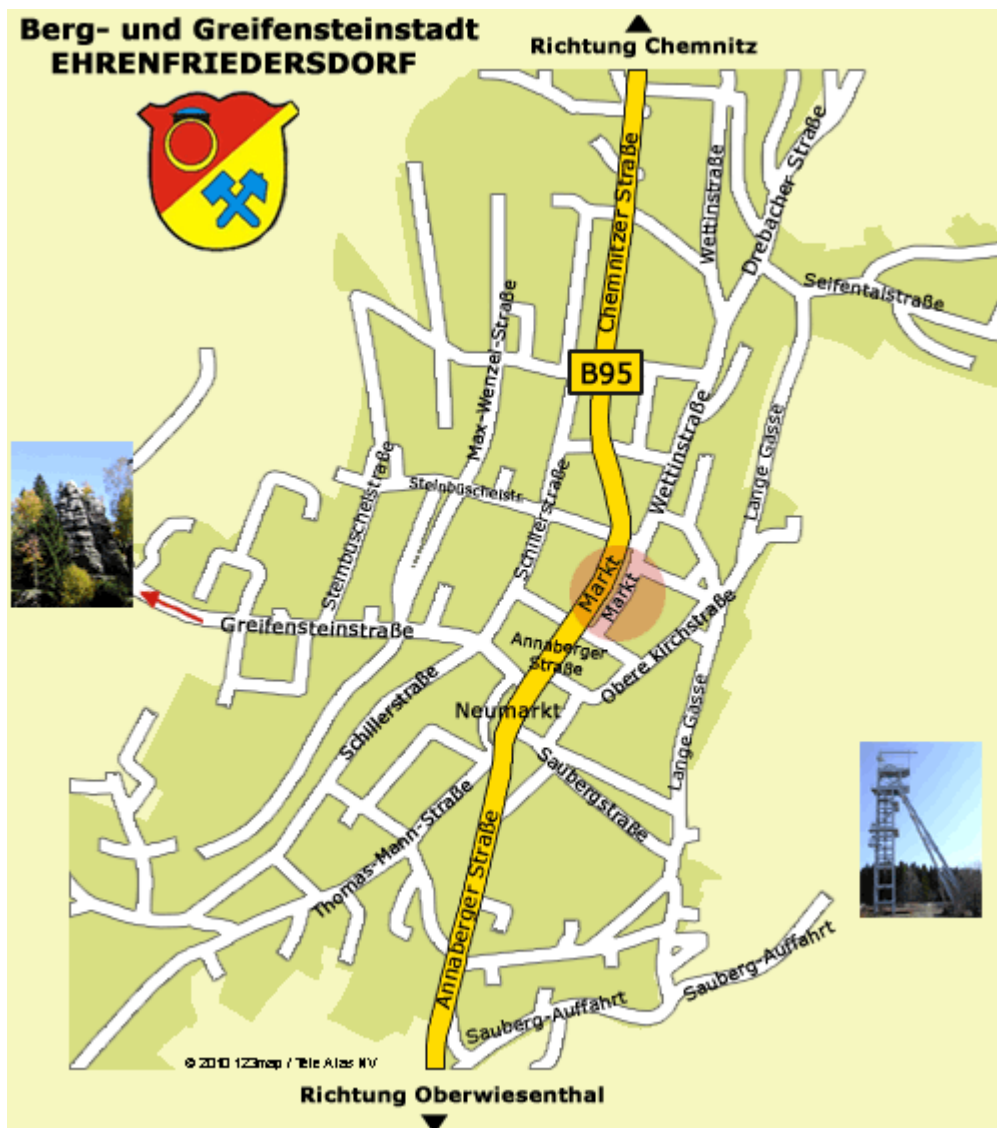 Berg- und Greifensteinstadt
EHRENFRIEDERSDORF
Richtung Chemnitz
Chemnitzer Straße
Wettinstraße
Drebacher Straße
Seifentalstraße
B95
Max-Wenzel-Straße
Steinbüschelstraße
Steinbüschelstr.
Schillerstraße
Wettinstraße
Lange Gasse
Markt
Markt
Greifensteinstraße
Annaberger
Straße
Obere Kirchstraße
Schillerstraße
Neumarkt
Lange Gasse
Saubergstraße
Thomas-Mann-Straße
Annaberger Straße
Sauberg-Auffahrt
Sauberg-Auffahrt
© 2010 123map / Tele Atlas NV
Richtung Oberwiesenthal